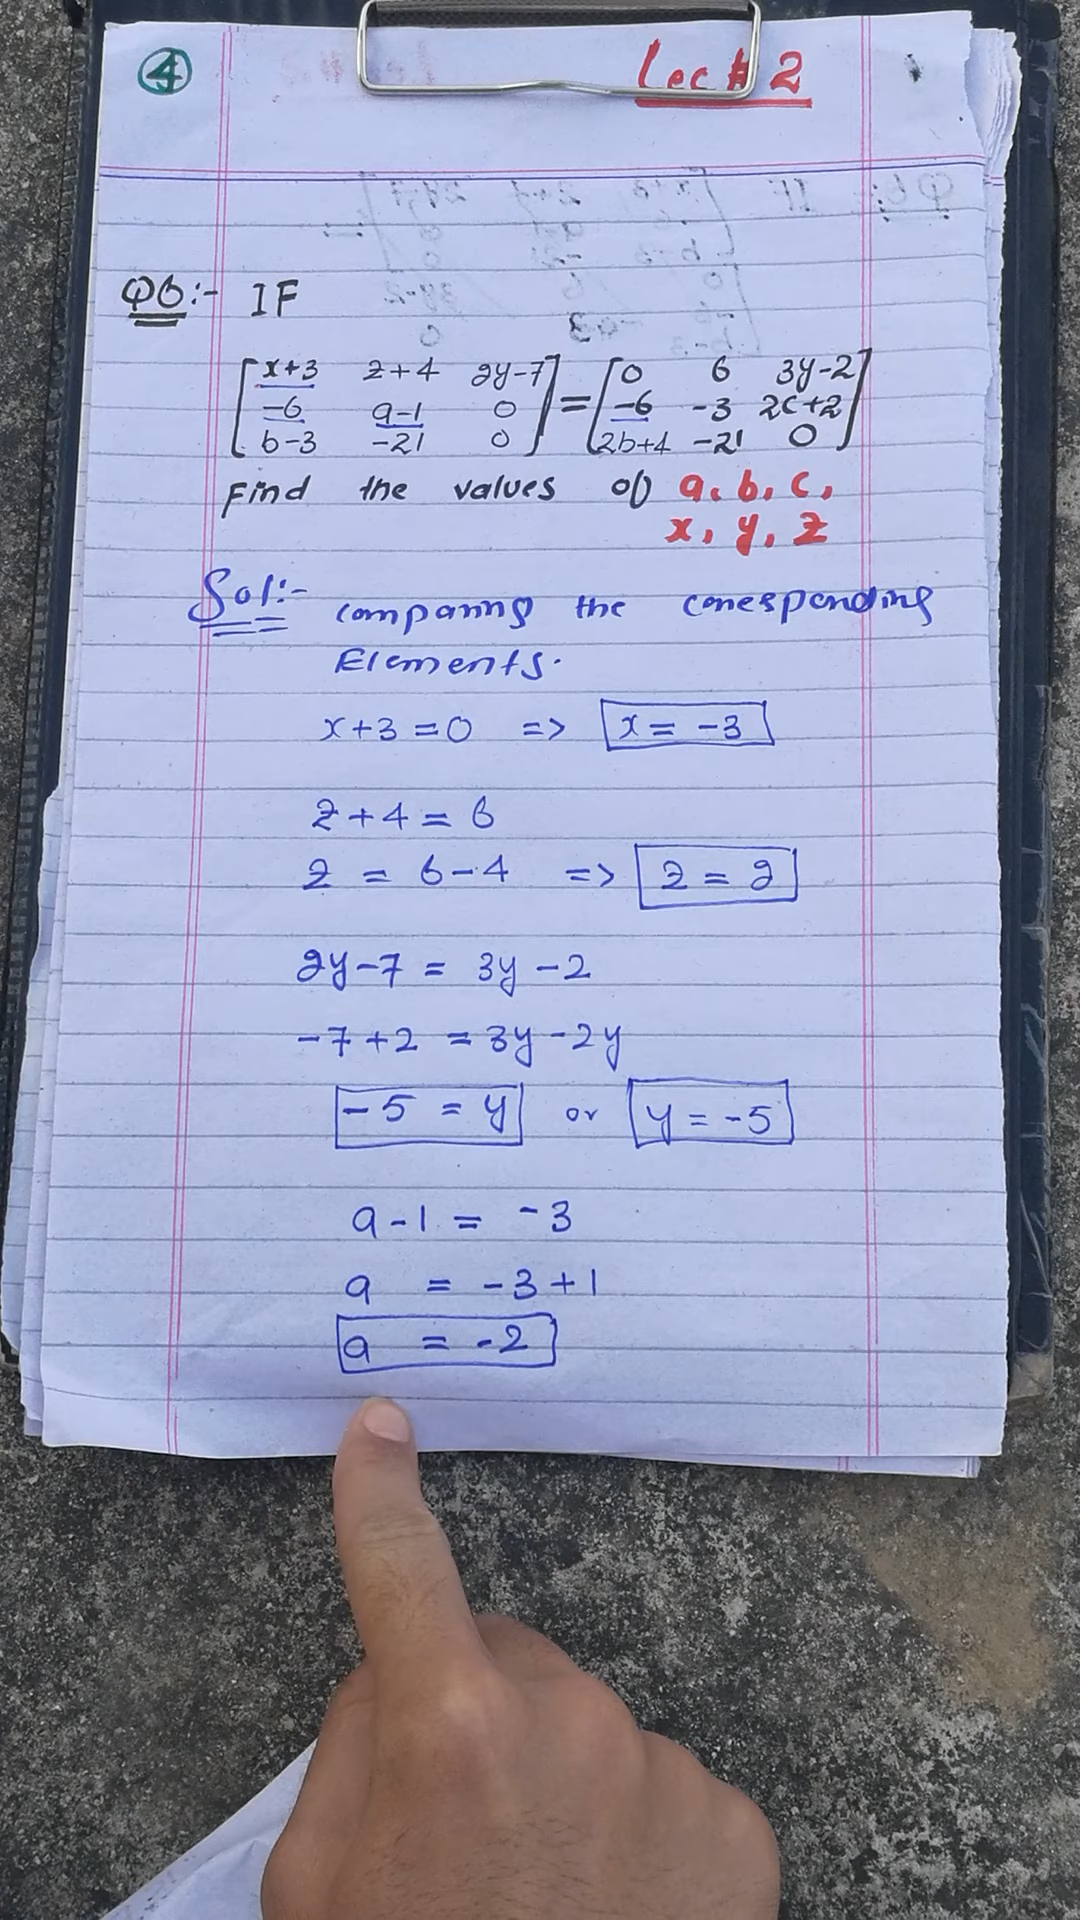 4
Lec # 2
Q6:- IF
[x+3 z+4 2y-7] = [0 6 3y-2]
-6 a-1 0 -6 -3 2c+2
b-3 -21 0 2b+4 -21 0
Find the values of a, b, c,
x, y, z
Sol:- comparing the corresponding
Elements.
x+3=0 => x = -3
z+4=6
z = 6-4 => z = 2
2y-7 = 3y-2
-7+2 = 3y-2y
-5 = y or y = -5
a-1 = -3
a = -3+1
a = -2